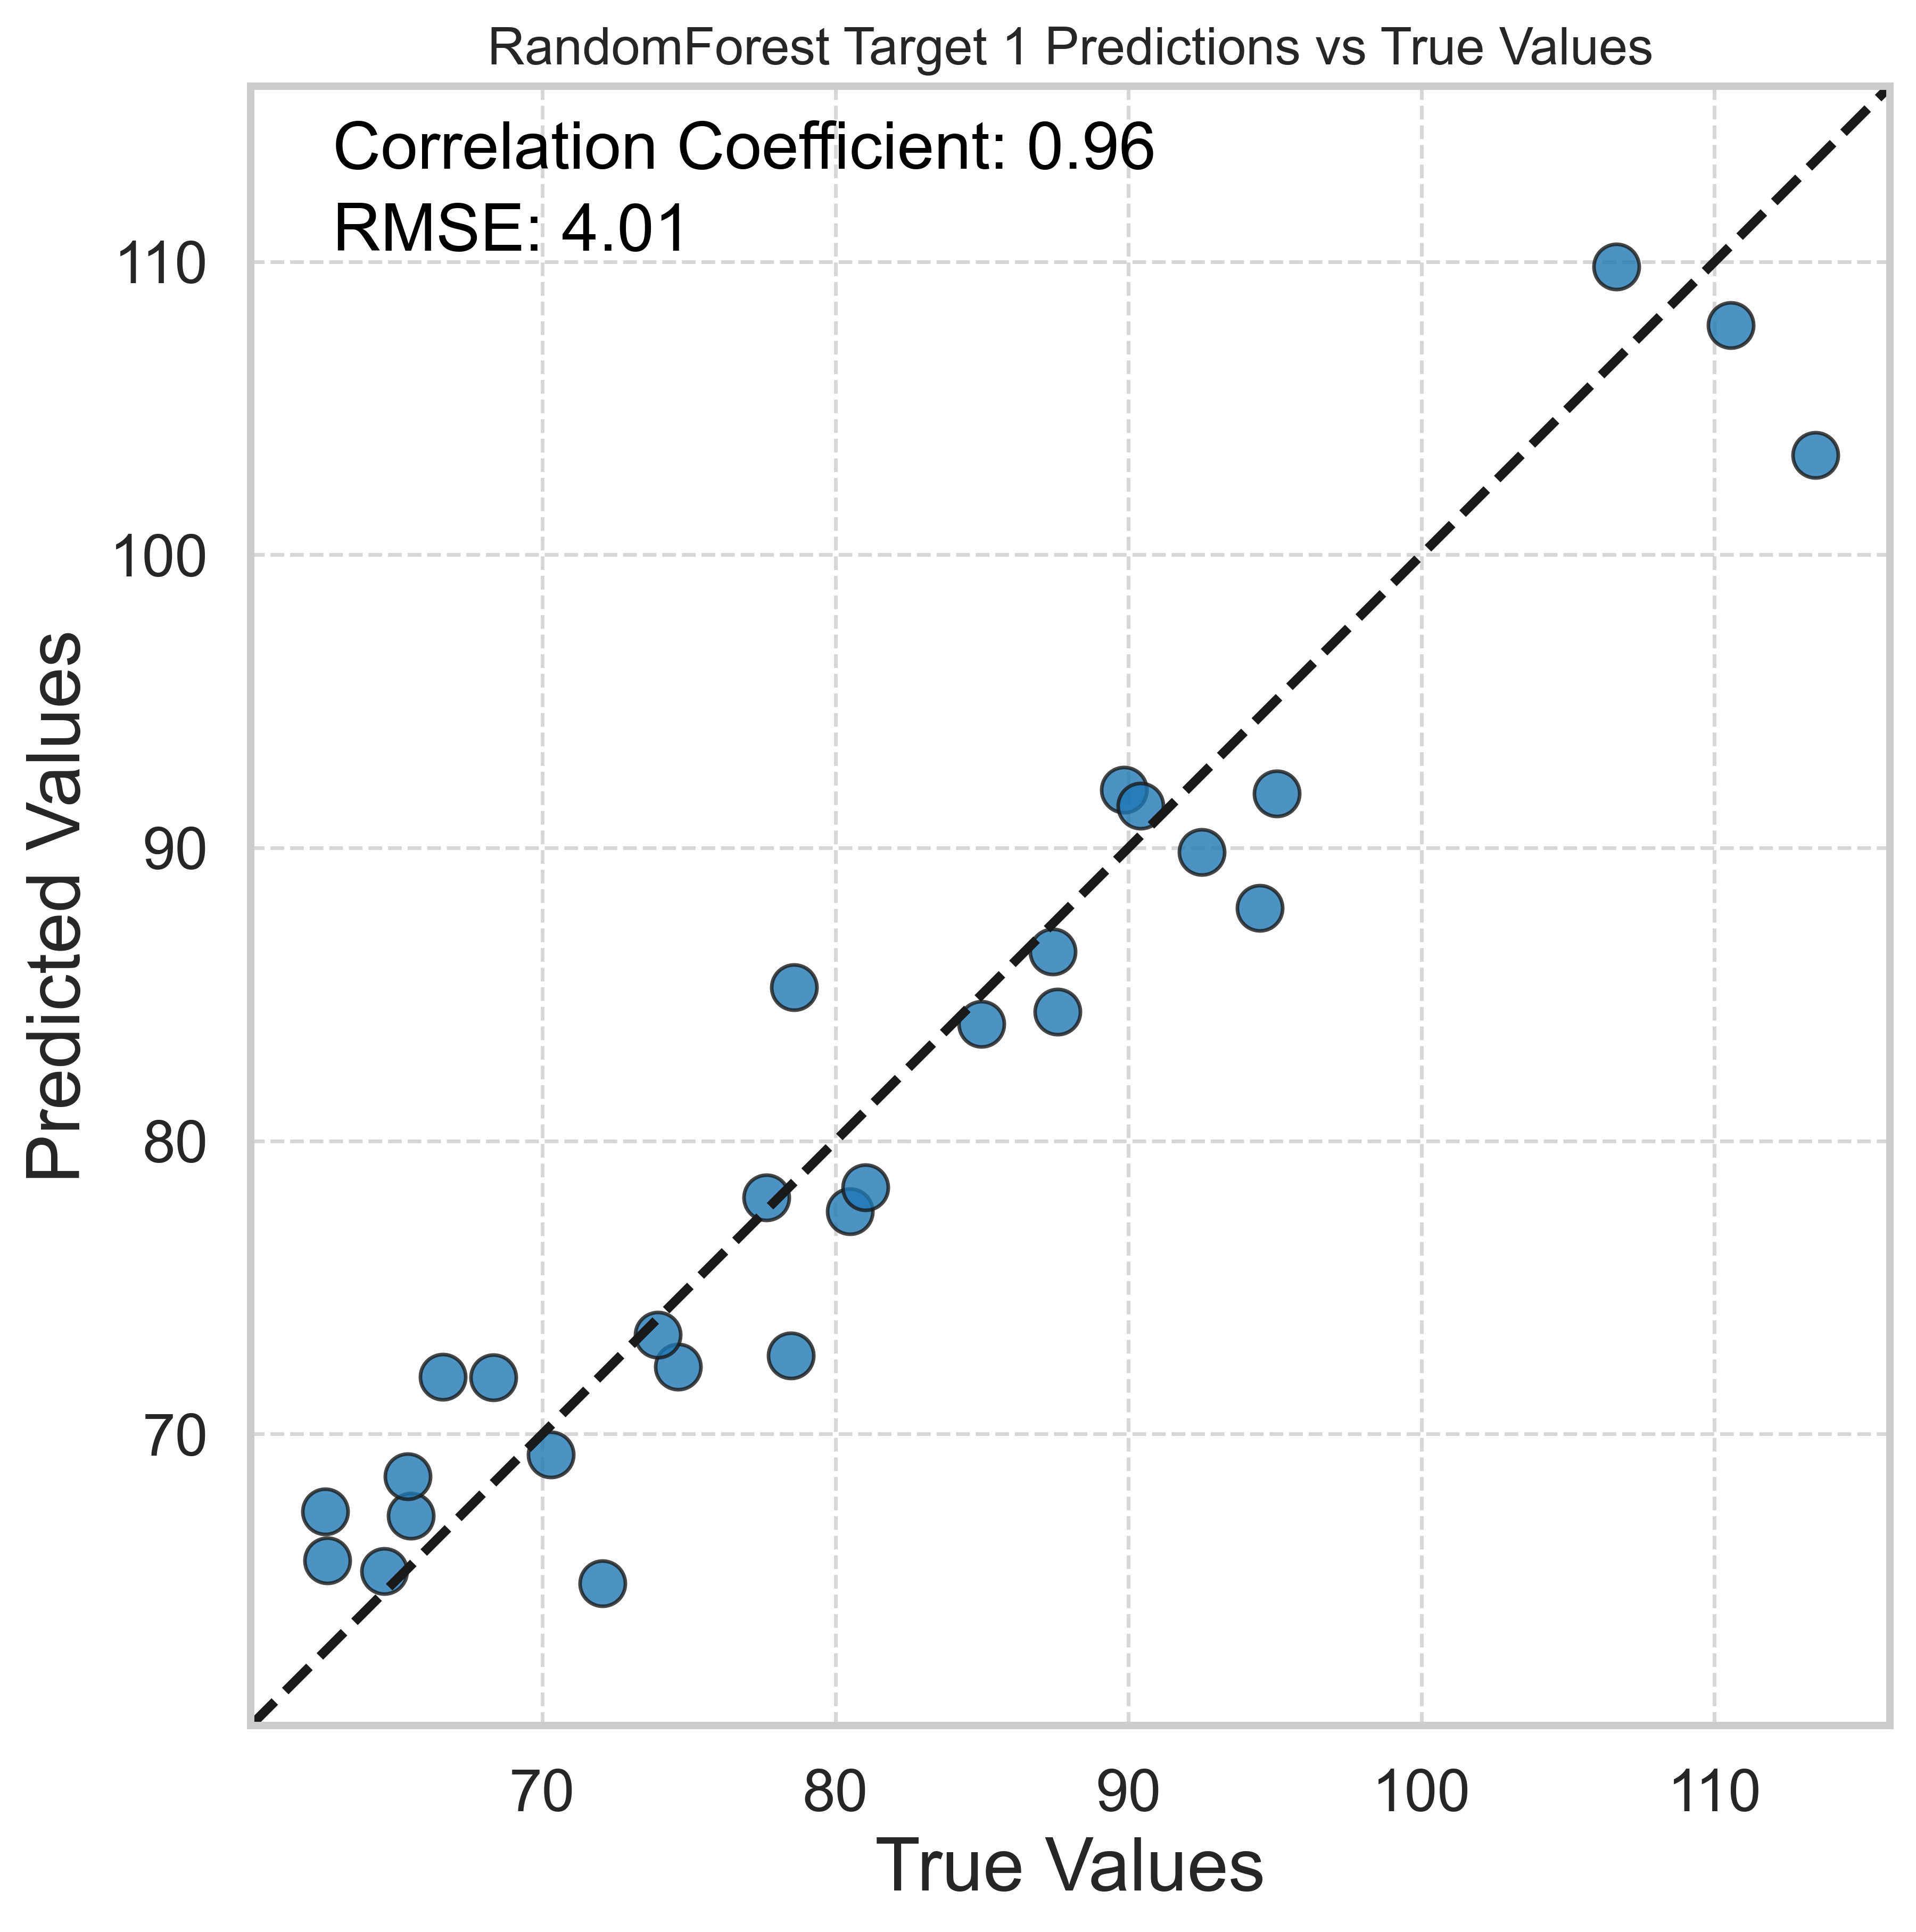 RandomForest Target 1 Predictions vs True Values
Correlation Coefficient: 0.96
RMSE: 4.01
110
100
90
80
70
Predicted Values
70 80 90 100 110
True Values